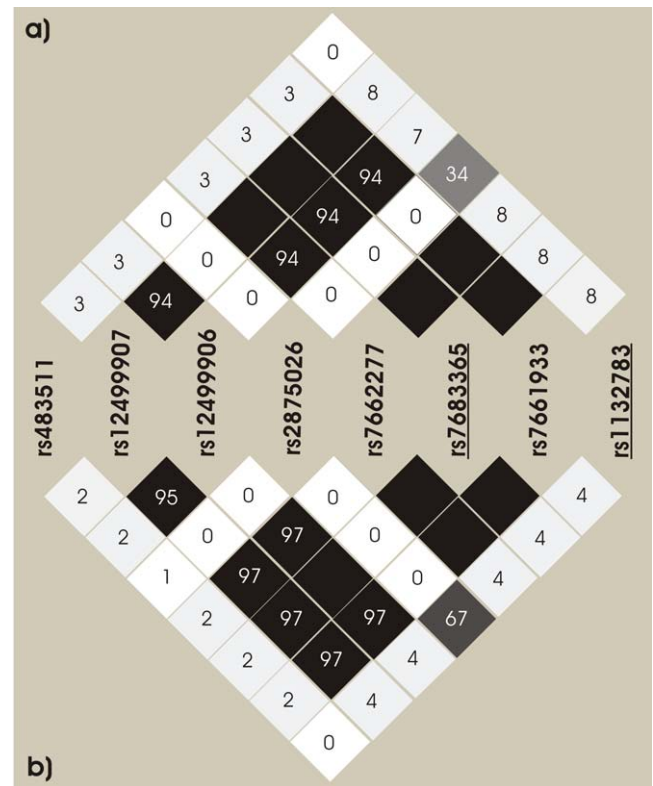 a)
0
3 8
3 7
3 94 34
0 94 0 8
3 0 94 0 8
3 94 0 0 8
rs483511
rs12499907
rs12499906
rs2875026
rs7662277
rs7683365
rs7661933
rs1132783
2 95 0 0 4
2 0 97 0 4
1 97 0 4
2 97 97 67
2 97 4
2 4
0
b)